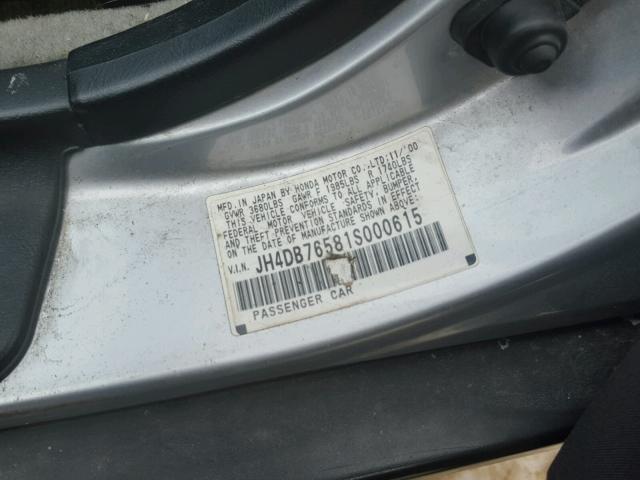 MFD. IN JAPAN BY HONDA MOTOR CO., LTD. 11/'00
GVWR 3680LBS GAWR F 1985LBS R 1740LBS
THIS VEHICLE CONFORMS TO ALL APPLICABLE
FEDERAL MOTOR VEHICLE SAFETY, BUMPER,
AND THEFT PREVENTION STANDARDS IN EFFECT
ON THE DATE OF MANUFACTURE SHOWN ABOVE.
V.I.N. JH4DB76581S000615
PASSENGER CAR